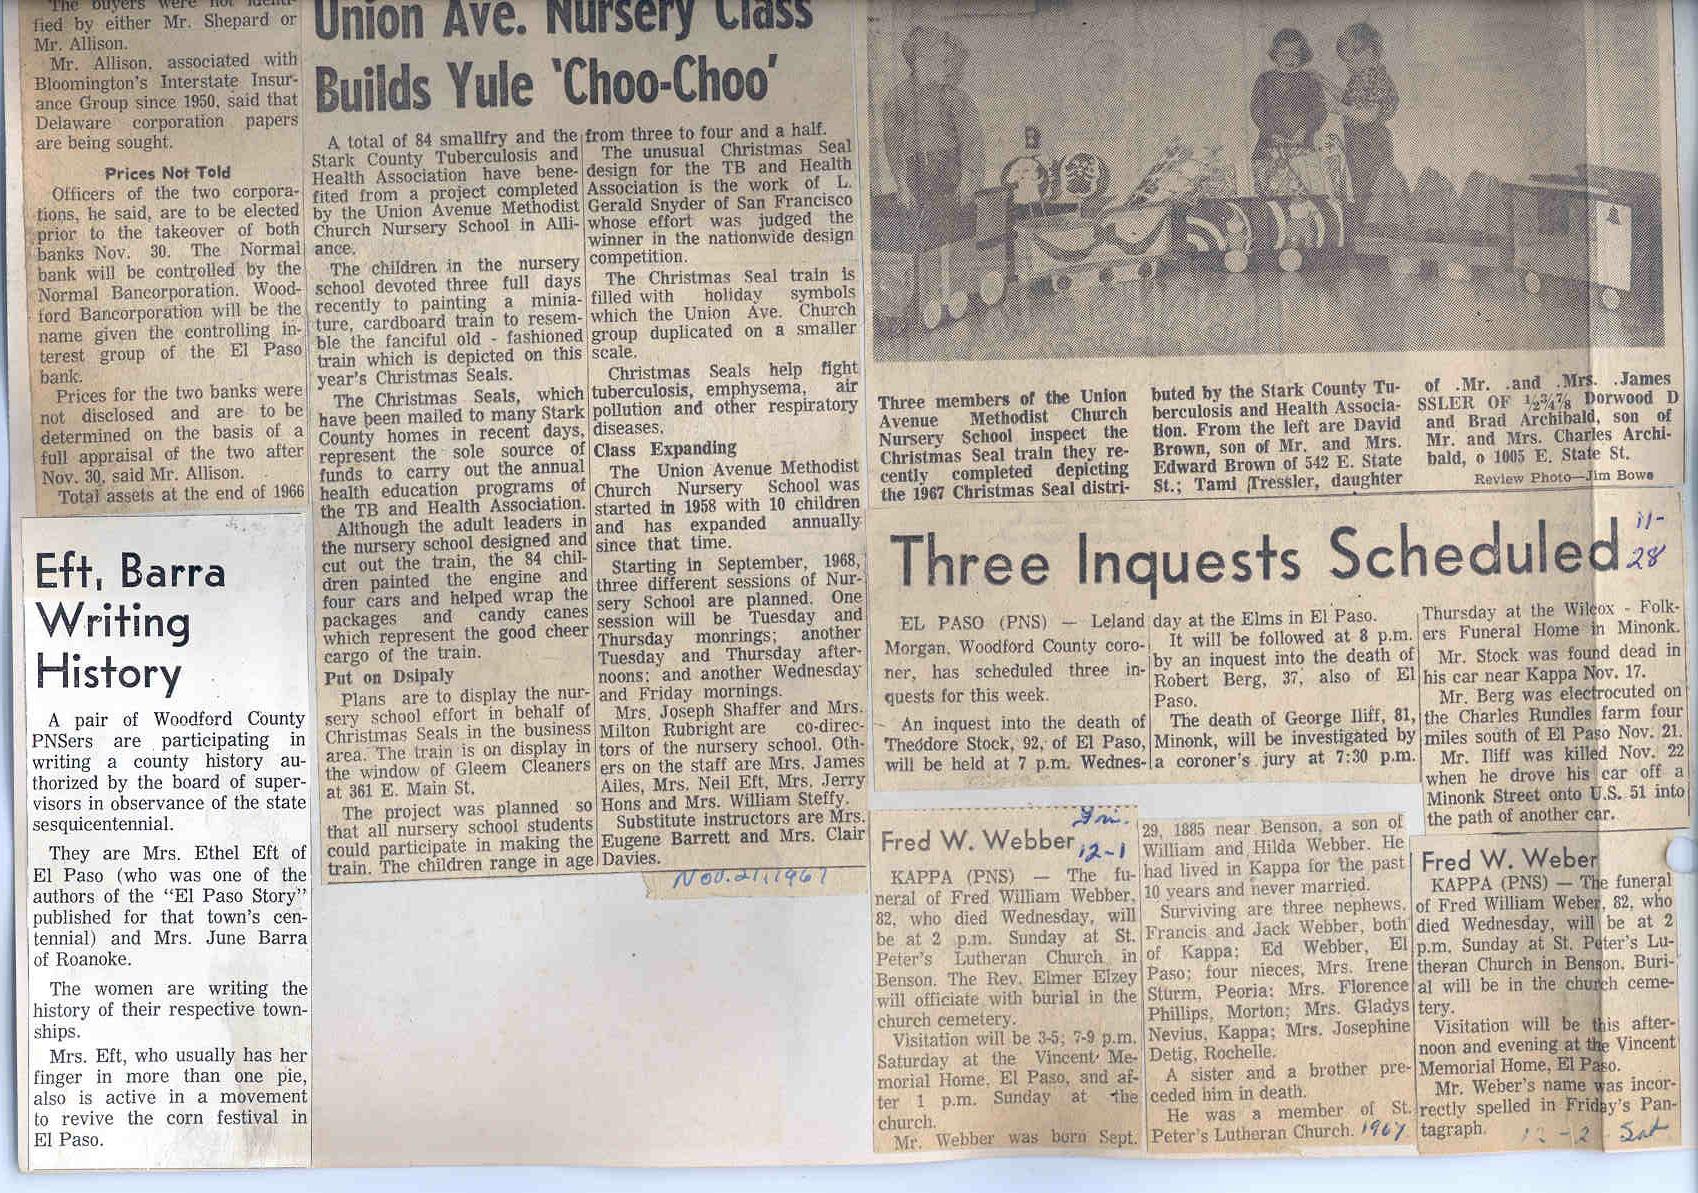 The buyers were not identi-
fied by either Mr. Shepard or
Mr. Allison.
Mr. Allison, associated with
Bloomington's Interstate Insur-
ance Group since 1950, said that
Delaware corporation papers
are being sought.
Prices Not Told
Officers of the two corpora-
tions, he said, are to be elected
prior to the takeover of both
banks Nov. 30. The Normal
bank will be controlled by the
Normal Bancorporation. Wood-
ford Bancorporation will be the
name given the controlling in-
terest group of the El Paso
bank.
Prices for the two banks were
not disclosed and are to be
determined on the basis of a
full appraisal of the two after
Nov. 30, said Mr. Allison.
Total assets at the end of 1966
Eft, Barra
Writing
History
A pair of Woodford County
PNSers are participating in
writing a county history au-
thorized by the board of super-
visors in observance of the state
sesquicentennial.
They are Mrs. Ethel Eft of
El Paso (who was one of the
authors of the "El Paso Story"
published for that town's cen-
tennial) and Mrs. June Barra
of Roanoke.
The women are writing the
history of their respective town-
ships.
Mrs. Eft, who usually has her
finger in more than one pie,
also is active in a movement
to revive the corn festival in
El Paso.
Union Ave. Nursery Class
Builds Yule 'Choo-Choo'
A total of 84 smallfry and the
Stark County Tuberculosis and
Health Association have bene-
fited from a project completed
by the Union Avenue Methodist
Church Nursery School in Alli-
ance.
The children in the nursery
school devoted three full days
recently to painting a minia-
ture, cardboard train to resem-
ble the fanciful old - fashioned
train which is depicted on this
year's Christmas Seals.
The Christmas Seals, which
have been mailed to many Stark
County homes in recent days,
represent the sole source of
funds to carry out the annual
health education programs of
the TB and Health Association.
Although the adult leaders in
the nursery school designed and
cut out the train, the 84 chil-
dren painted the engine and
four cars and helped wrap the
packages and candy canes
which represent the good cheer
cargo of the train.
Put on Dsipaly
Plans are to display the nur-
sery school effort in behalf of
Christmas Seals in the business
area. The train is on display in
the window of Gleem Cleaners
at 361 E. Main St.
The project was planned so
that all nursery school students
could participate in making the
train. The children range in age
from three to four and a half.
The unusual Christmas Seal
design for the TB and Health
Association is the work of L.
Gerald Snyder of San Francisco
whose effort was judged the
winner in the nationwide design
competition.
The Christmas Seal train is
filled with holiday symbols
which the Union Ave. Church
group duplicated on a smaller
scale.
Christmas Seals help fight
tuberculosis, emphysema, air
pollution and other respiratory
diseases.
Class Expanding
The Union Avenue Methodist
Church Nursery School was
started in 1958 with 10 children
and has expanded annually
since that time.
Starting in September, 1968,
three different sessions of Nur-
sery School are planned. One
session will be Tuesday and
Thursday monrings; another
Tuesday and Thursday after-
noons; and another Wednesday
and Friday mornings.
Mrs. Joseph Shaffer and Mrs.
Milton Rubright are co-direc-
tors of the nursery school. Oth-
ers on the staff are Mrs. James
Ailes, Mrs. Neil Eft, Mrs. Jerry
Hons and Mrs. William Steffy.
Substitute instructors are Mrs.
Eugene Barrett and Mrs. Clair
Davies.
Nov. 21, 1967
Three members of the Union
Avenue Methodist Church
Nursery School inspect the
Christmas Seal train they re-
cently completed depicting
the 1967 Christmas Seal distri-
buted by the Stark County Tu-
berculosis and Health Associa-
tion. From the left are David
Brown, son of Mr. and Mrs.
Edward Brown of 542 E. State
St.; Tami Tressler, daughter
of .Mr. .and .Mrs. .James
SSLER OF ½¾⅞ Dorwood D
and Brad Archibald, son of
Mr. and Mrs. Charles Archi-
bald, o 1005 E. State St.
Review Photo—Jim Bowe
Three Inquests Scheduled
11-
28
EL PASO (PNS) — Leland
Morgan, Woodford County coro-
ner, has scheduled three in-
quests for this week.
An inquest into the death of
Theodore Stock, 92, of El Paso,
will be held at 7 p.m. Wednes-
day at the Elms in El Paso.
It will be followed at 8 p.m.
by an inquest into the death of
Robert Berg, 37, also of El
Paso.
The death of George Iliff, 81,
Minonk, will be investigated by
a coroner's jury at 7:30 p.m.
Thursday at the Wilcox - Folk-
ers Funeral Home in Minonk.
Mr. Stock was found dead in
his car near Kappa Nov. 17.
Mr. Berg was electrocuted on
the Charles Rundles farm four
miles south of El Paso Nov. 21.
Mr. Iliff was killed Nov. 22
when he drove his car off a
Minonk Street onto U.S. 51 into
the path of another car.
Fred W. Webber
Fri.
12-1
KAPPA (PNS) — The fu-
neral of Fred William Webber,
82, who died Wednesday, will
be at 2 p.m. Sunday at St.
Peter's Lutheran Church in
Benson. The Rev. Elmer Elzey
will officiate with burial in the
church cemetery.
Visitation will be 3-5; 7-9 p.m.
Saturday at the Vincent Me-
morial Home, El Paso, and af-
ter 1 p.m. Sunday at the
church.
Mr. Webber was born Sept.
29, 1885 near Benson, a son of
William and Hilda Webber. He
had lived in Kappa for the past
10 years and never married.
Surviving are three nephews,
Francis and Jack Webber, both
of Kappa; Ed Webber, El
Paso; four nieces, Mrs. Irene
Sturm, Peoria; Mrs. Florence
Phillips, Morton; Mrs. Gladys
Nevius, Kappa; Mrs. Josephine
Detig, Rochelle.
A sister and a brother pre-
ceded him in death.
He was a member of St.
Peter's Lutheran Church. 1967
Fred W. Weber
KAPPA (PNS) — The funeral
of Fred William Weber, 82, who
died Wednesday, will be at 2
p.m. Sunday at St. Peter's Lu-
theran Church in Benson. Buri-
al will be in the church ceme-
tery.
Visitation will be this after-
noon and evening at the Vincent
Memorial Home, El Paso.
Mr. Weber's name was incor-
rectly spelled in Friday's Pan-
tagraph. 12-2- Sat